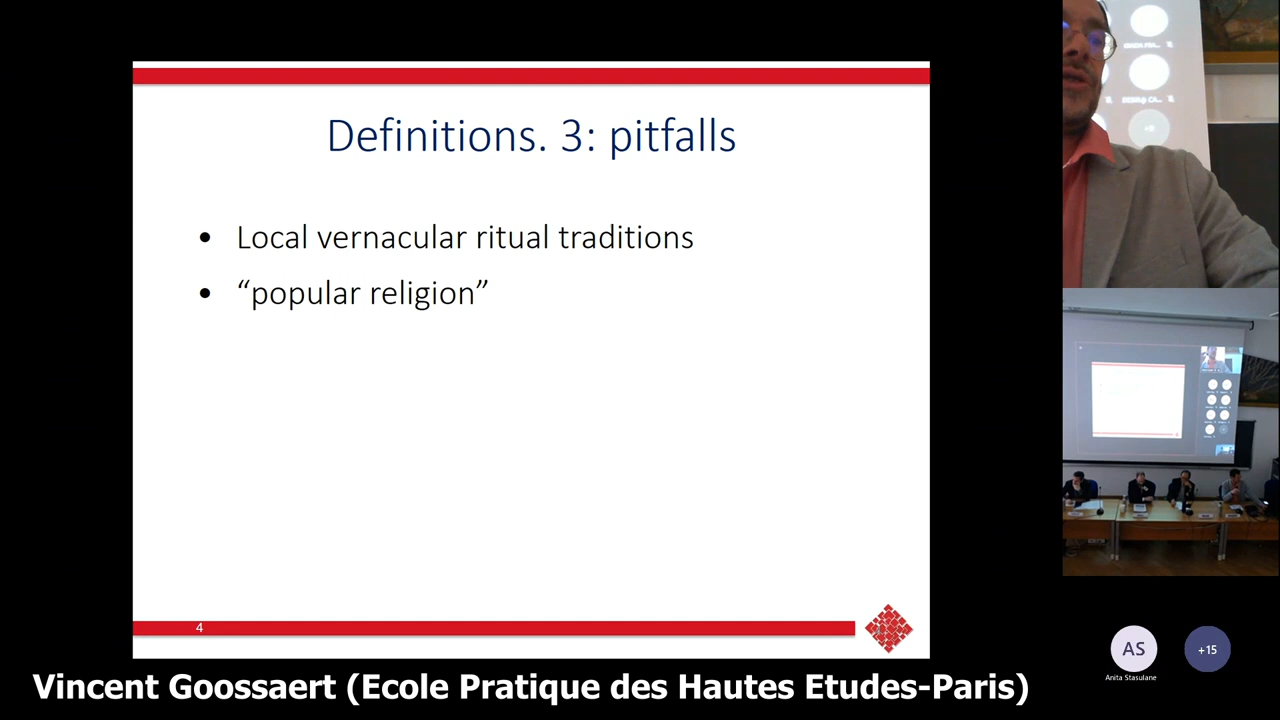 Definitions. 3: pitfalls
• Local vernacular ritual traditions
• “popular religion”
4
AS
+15
Anita Stasulane
Vincent Goossaert (Ecole Pratique des Hautes Etudes-Paris)